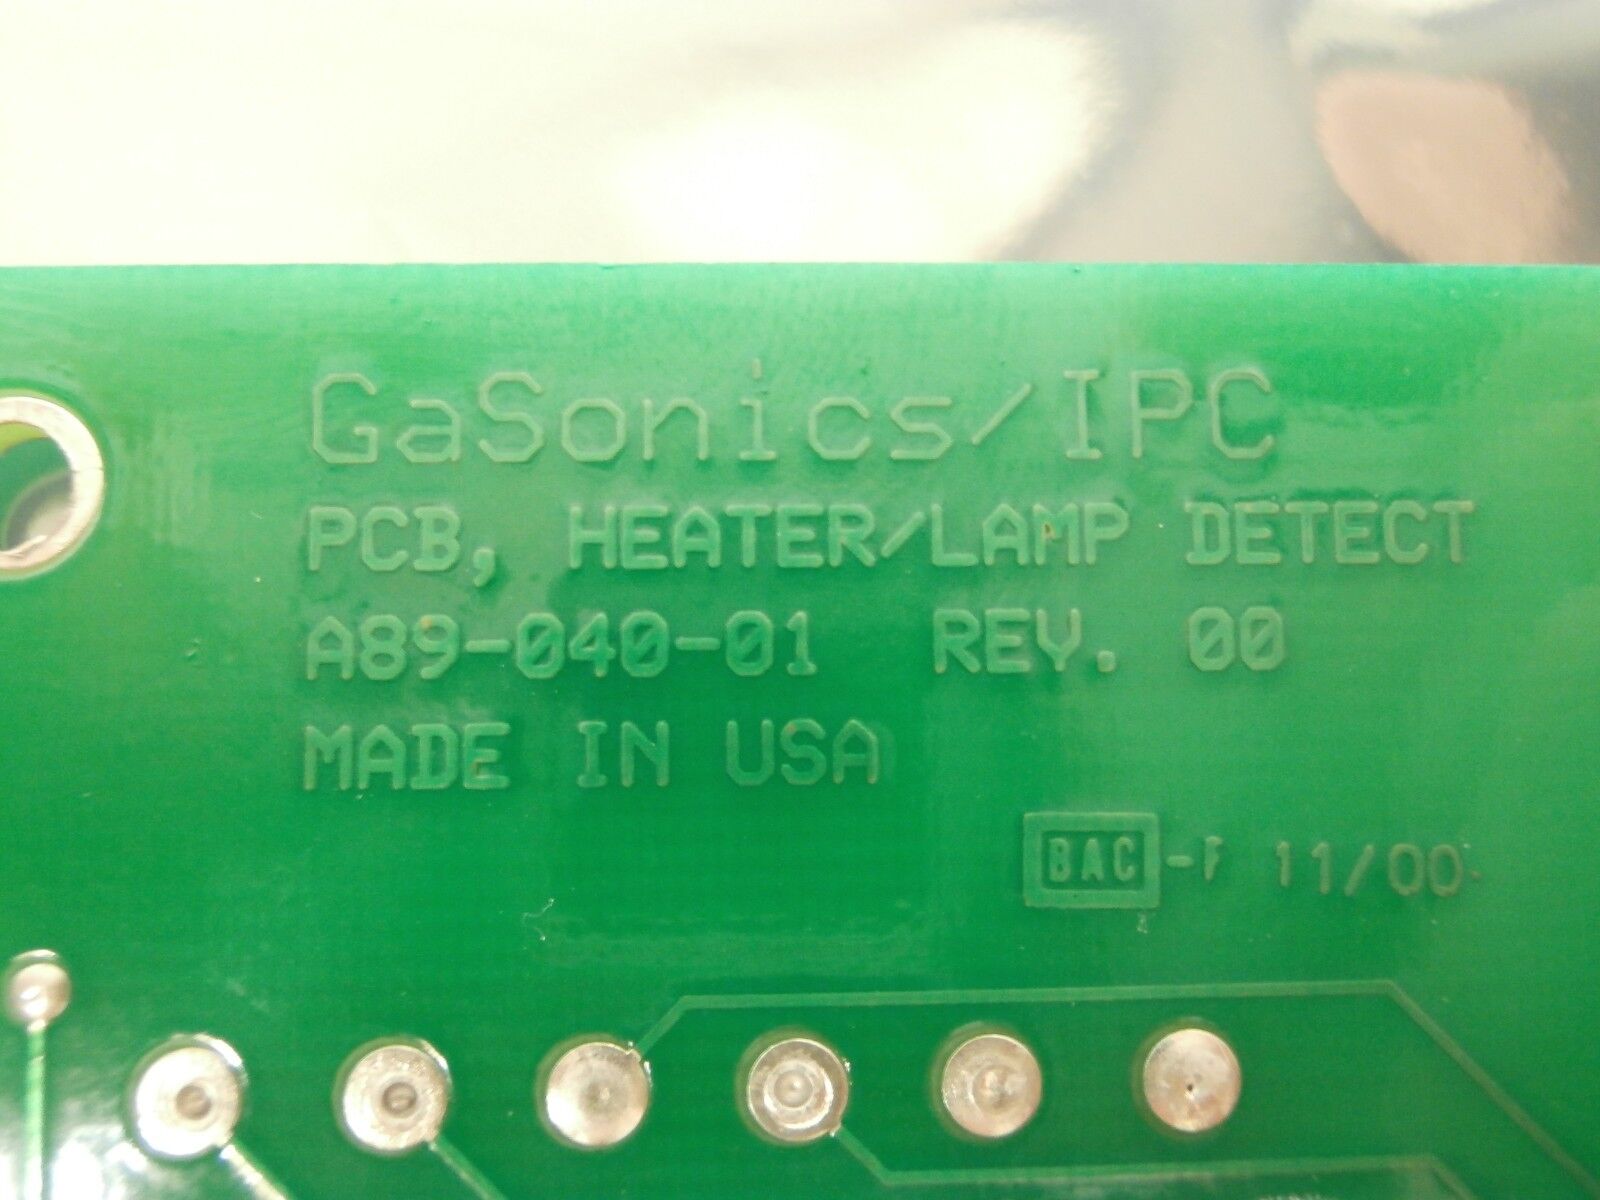 GaSonics/IPC
PCB, HEATER/LAMP DETECT
A89-040-01 REV. 00
MADE IN USA
BAC 11/00